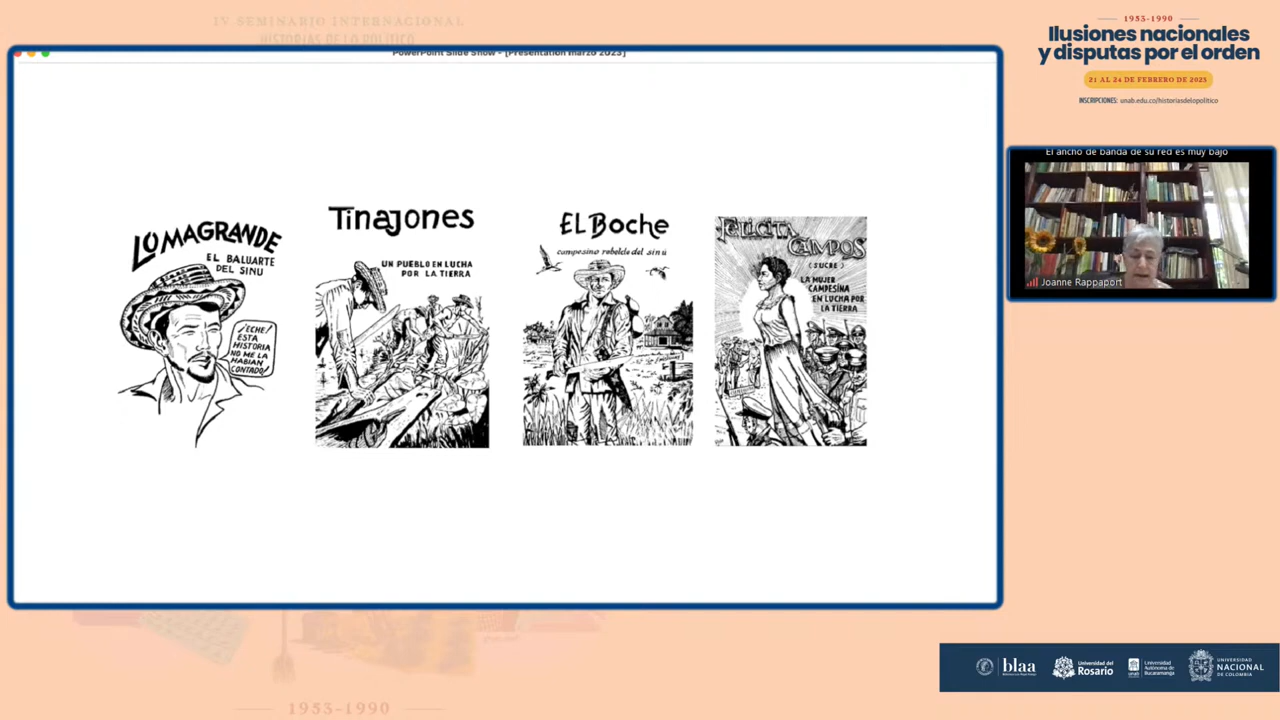 IV SEMINARIO INTERNACIONAL
HISTORIAS DE LO POLÍTICO
PowerPoint Slide Show - [Presentation marzo 2023]
LOMAGRANDE
EL BALUARTE
DEL SINU
¡ECHE!
ESTA
HISTORIA
NO ME LA
HABIAN
CONTADO!
Tinajones
UN PUEBLO EN LUCHA
POR LA TIERRA
EL Boche
campesino rebelde del sinú
FELICITA
CAMPOS
(SUCRE)
LA MUJER
CAMPESINA
EN LUCHA POR
LA TIERRA
1953-1990
Ilusiones nacionales
y disputas por el orden
21 AL 24 DE FEBRERO DE 2023
INSCRIPCIONES: unab.edu.co/historiasdelopolitico
El ancho de banda de su red es muy bajo
Joanne Rappaport
1953-1990
blaa
Universidad del
Rosario
unab
Universidad
Autónoma de
Bucaramanga
UNIVERSIDAD
NACIONAL
DE COLOMBIA